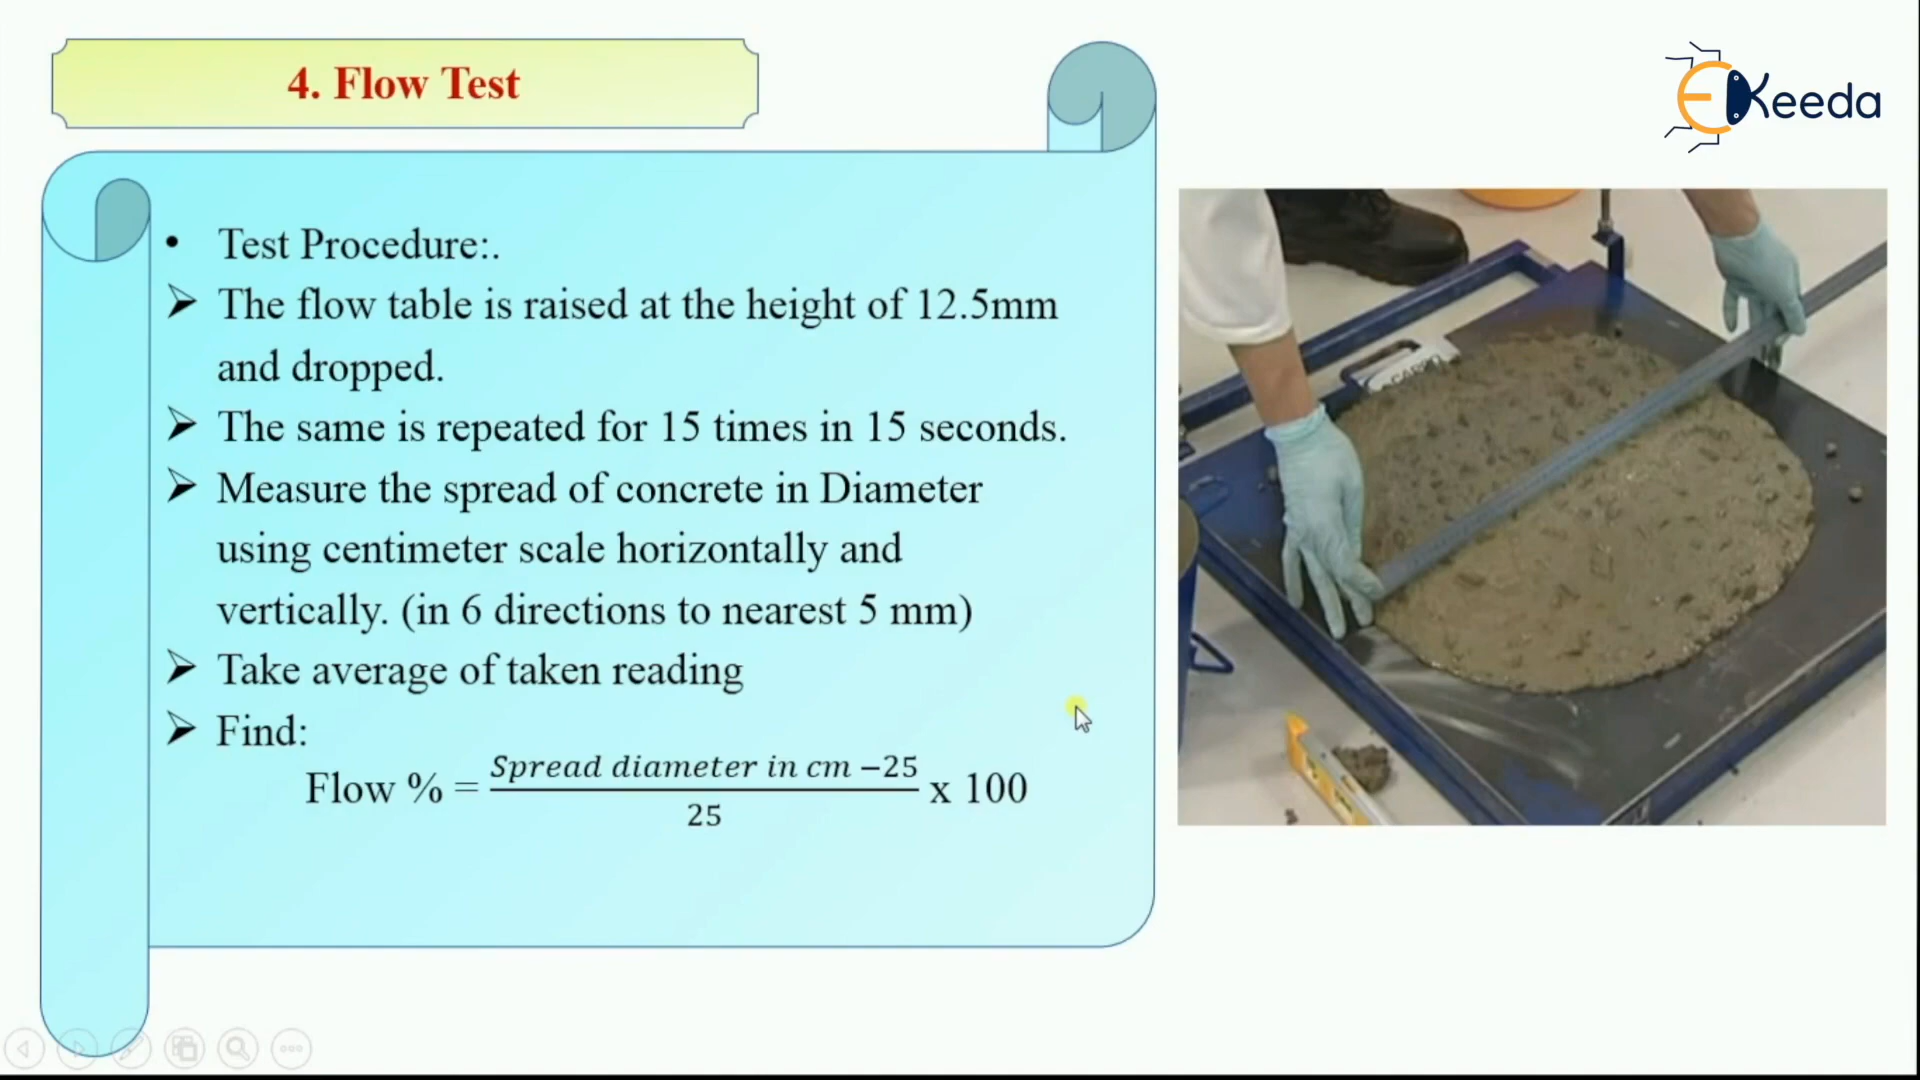 4. Flow Test
EKeeda
• Test Procedure:.
➢ The flow table is raised at the height of 12.5mm
and dropped.
➢ The same is repeated for 15 times in 15 seconds.
➢ Measure the spread of concrete in Diameter
using centimeter scale horizontally and
vertically. (in 6 directions to nearest 5 mm)
➢ Take average of taken reading
➢ Find:
Flow % = (Spread diameter in cm −25) / 25 x 100